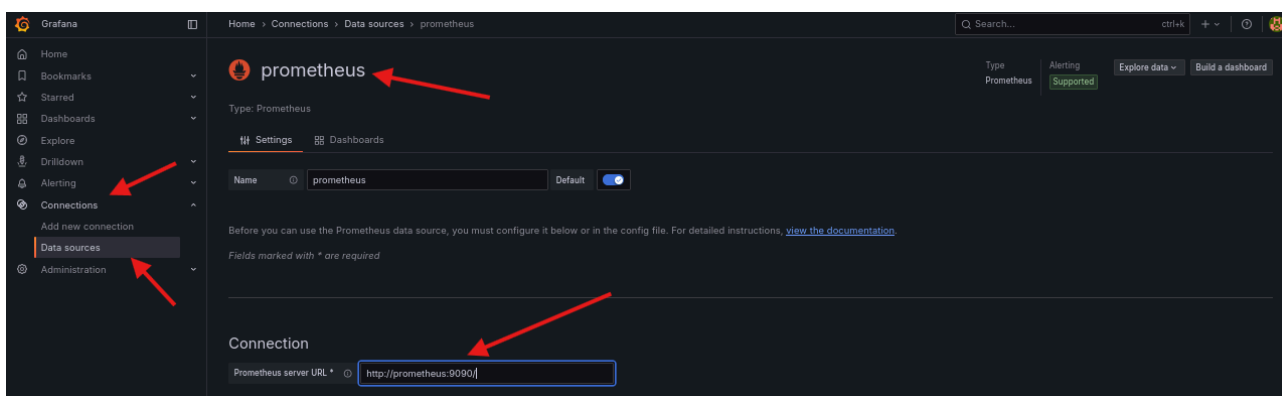 Grafana
Home › Connections › Data sources › prometheus
Search...
ctrl+k
Home
Bookmarks
Starred
Dashboards
Explore
Drilldown
Alerting
Connections
Add new connection
Data sources
Administration
prometheus
Type
Prometheus
Alerting
Supported
Explore data
Build a dashboard
Type: Prometheus
Settings
Dashboards
Name
prometheus
Default
Before you can use the Prometheus data source, you must configure it below or in the config file. For detailed instructions, view the documentation.
Fields marked with * are required
Connection
Prometheus server URL *
http://prometheus:9090/